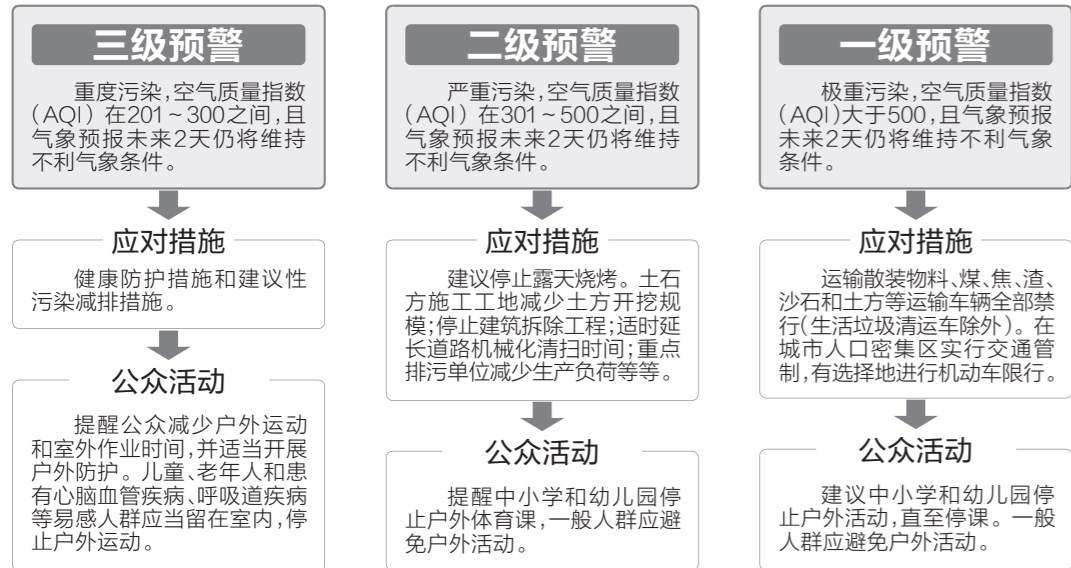 三级预警
重度污染,空气质量指数
(AQI) 在201~300之间,且
气象预报未来2天仍将维持
不利气象条件。
应对措施
健康防护措施和建议性
污染减排措施。
公众活动
提醒公众减少户外运动
和室外作业时间,并适当开展
户外防护。儿童、老年人和患
有心脑血管疾病、呼吸道疾病
等易感人群应当留在室内,停
止户外运动。
二级预警
严重污染,空气质量指数
(AQI) 在301~500之间,且
气象预报未来2天仍将维持
不利气象条件。
应对措施
建议停止露天烧烤。土石
方施工工地减少土方开挖规
模;停止建筑拆除工程;适时延
长道路机械化清扫时间;重点
排污单位减少生产负荷等等。
公众活动
提醒中小学和幼儿园停
止户外体育课,一般人群应避
免户外活动。
一级预警
极重污染,空气质量指数
(AQI)大于500,且气象预报
未来2天仍将维持不利气象
条件。
应对措施
运输散装物料、煤、焦、渣、
沙石和土方等运输车辆全部禁
行(生活垃圾清运车除外)。在
城市人口密集区实行交通管
制,有选择地进行机动车限行。
公众活动
建议中小学和幼儿园停
止户外活动,直至停课。一般
人群应避免户外活动。